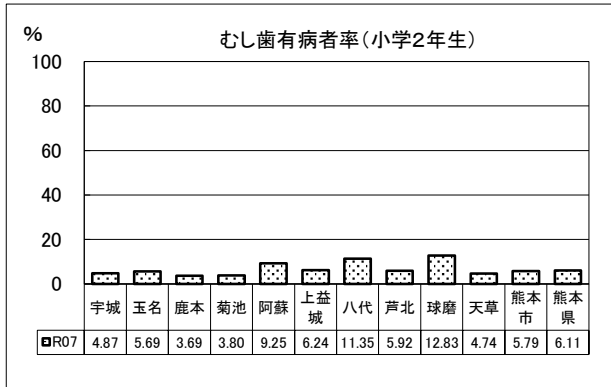 むし歯有病者率(小学2年生)
%
100
80
60
40
20
0
宇城 玉名 鹿本 菊池 阿蘇 上益城 八代 芦北 球磨 天草 熊本市 熊本県
R07 4.87 5.69 3.69 3.80 9.25 6.24 11.35 5.92 12.83 4.74 5.79 6.11